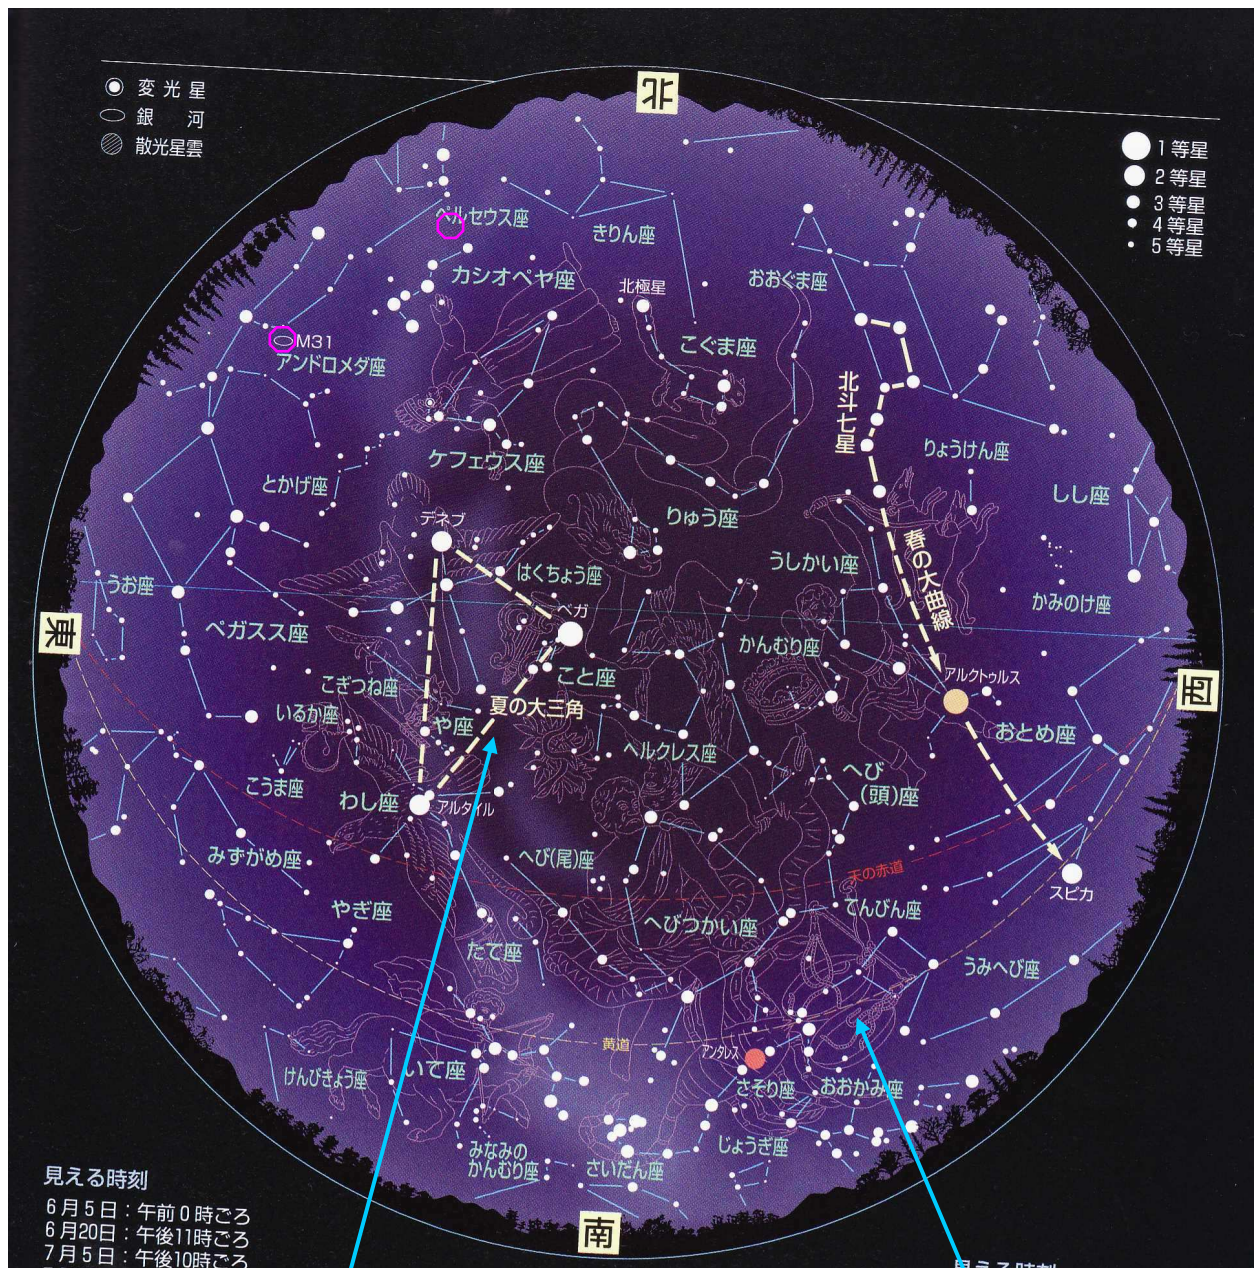 変光星
銀河
散光星雲
北
1等星
2等星
3等星
4等星
5等星
ペルセウス座
きりん座
カシオペヤ座
北極星
おおぐま座
M31
アンドロメダ座
こぐま座
北斗七星
りょうけん座
ケフェウス座
とかげ座
しし座
りゅう座
デネブ
はくちょう座
うしかい座
春の大曲線
うお座
かみのけ座
東
ペガスス座
ベガ
かんむり座
こと座
アルクトゥルス
西
こぎつね座
いるか座
や座
夏の大三角
ヘルクレス座
おとめ座
へび
(頭)座
こうま座
わし座
アルタイル
みずがめ座
へび(尾)座
天の赤道
スピカ
やぎ座
てんびん座
へびつかい座
たて座
うみへび座
黄道
アンタレス
けんびきょう座
いて座
さそり座
おおかみ座
みなみの
かんむり座
さいだん座
じょうぎ座
南
見える時刻
6月5日:午前0時ごろ
6月20日:午後11時ごろ
7月5日:午後10時ごろ
見える時刻